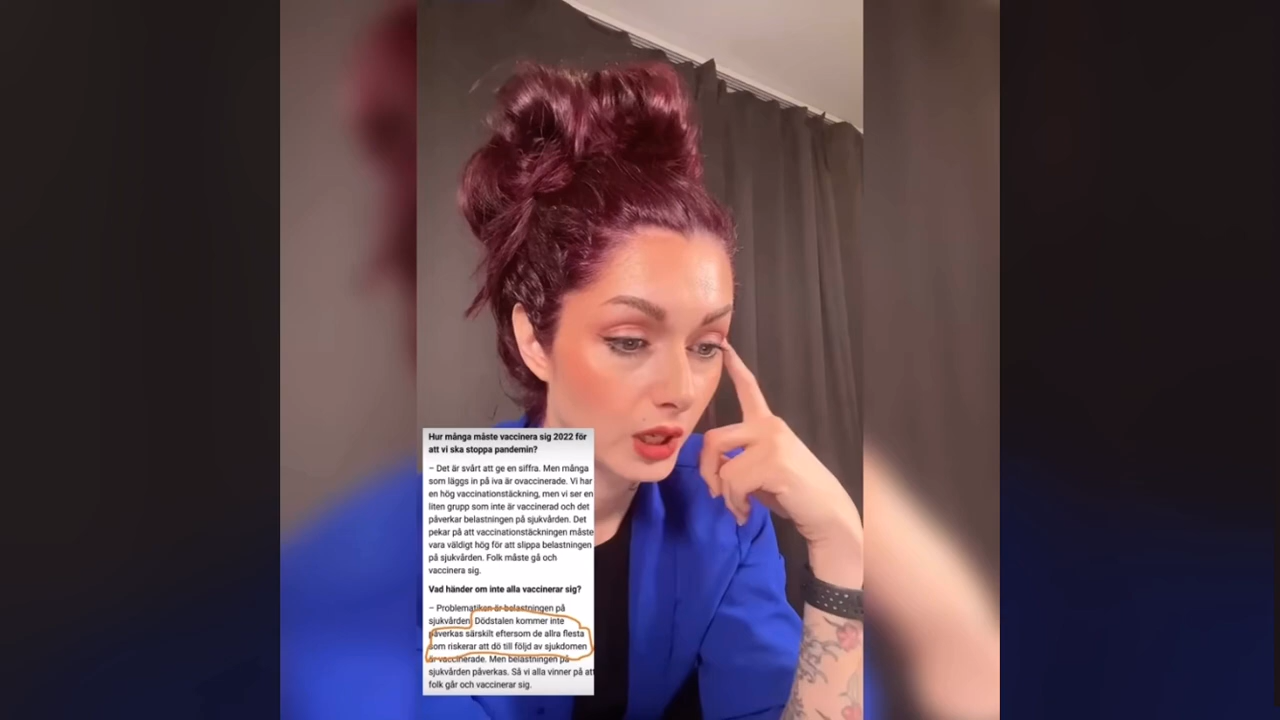 Hur många måste vaccinera sig 2022 för
att vi ska stoppa pandemin?
– Det är svårt att ge en siffra. Men många
som läggs in på iva är ovaccinerade. Vi har
en hög vaccinationstäckning, men vi ser en
liten grupp som inte är vaccinerad och det
påverkar belastningen på sjukvården. Det
pekar på att vaccinationstäckningen måste
vara väldigt hög för att slippa belastningen
på sjukvården. Folk måste gå och
vaccinera sig.
Vad händer om inte alla vaccinerar sig?
– Problematiken är belastningen på
sjukvården. Dödstalen kommer inte
påverkas särskilt eftersom de allra flesta
som riskerar att dö till följd av sjukdomen
är vaccinerade. Men belastningen på
sjukvården påverkas. Så vi alla vinner på att
folk går och vaccinerar sig.